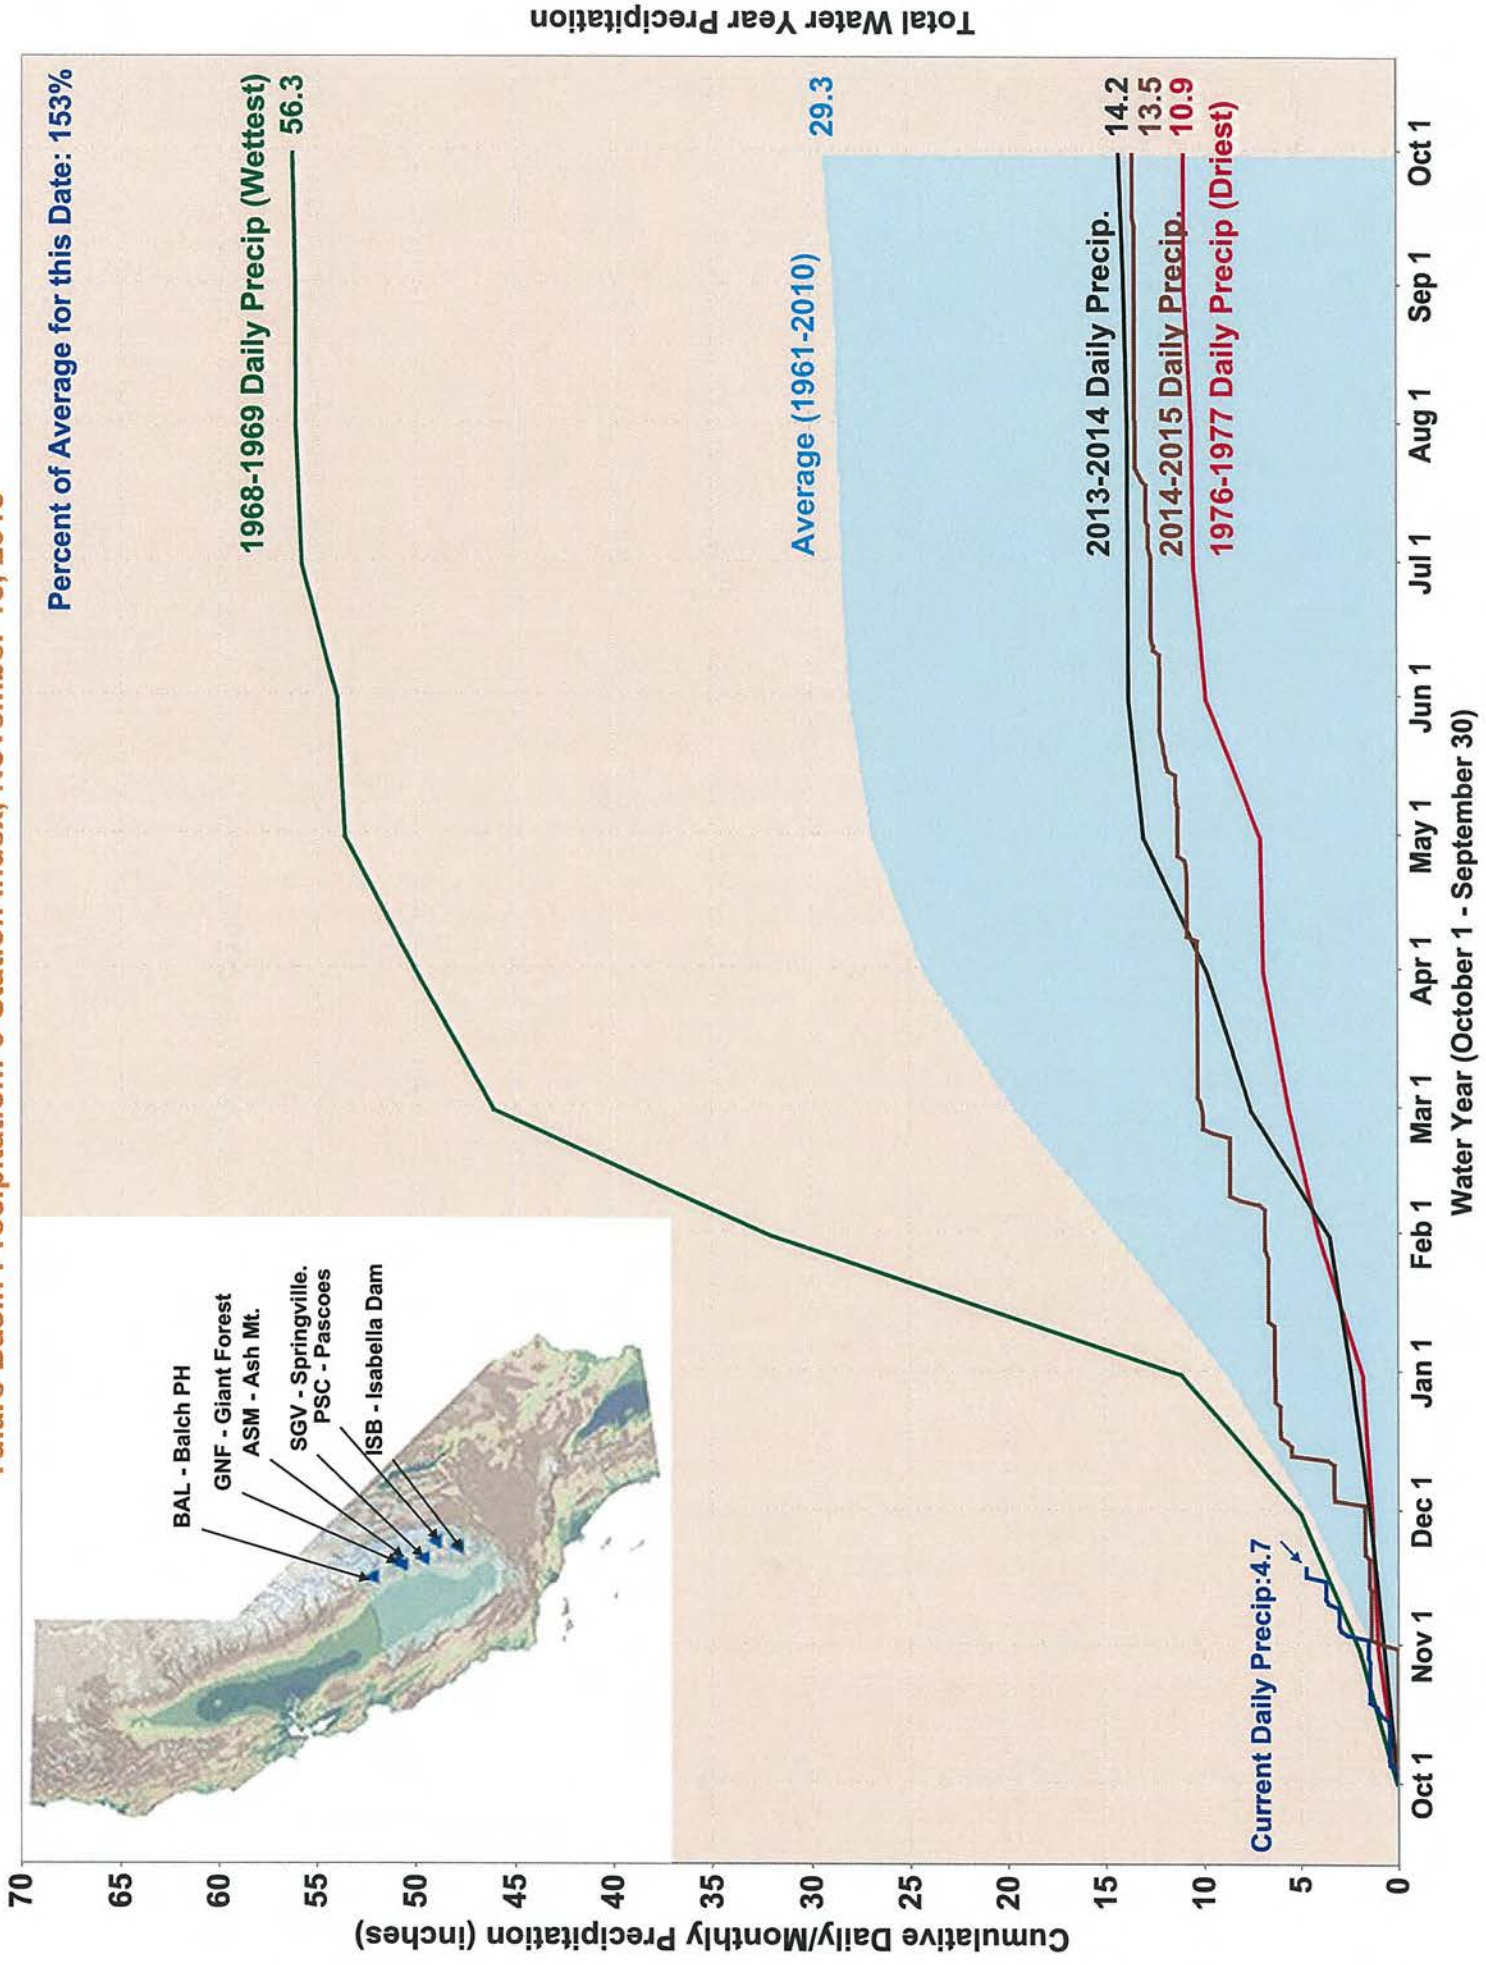 Percent of Average for this Date: 153%
1968-1969 Daily Precip (Wettest)
56.3
Average (1961-2010)
29.3
2013-2014 Daily Precip.
14.2
2014-2015 Daily Precip.
13.5
1976-1977 Daily Precip (Driest)
10.9
Current Daily Precip:4.7
BAL - Balch PH
GNF - Giant Forest
ASM - Ash Mt.
SGV - Springville.
PSC - Pascoes
ISB - Isabella Dam
Cumulative Daily/Monthly Precipitation (inches)
70
65
60
55
50
45
40
35
30
25
20
15
10
5
0
Oct 1
Nov 1
Dec 1
Jan 1
Feb 1
Mar 1
Apr 1
May 1
Jun 1
Jul 1
Aug 1
Sep 1
Oct 1
Water Year (October 1 - September 30)
Total Water Year Precipitation